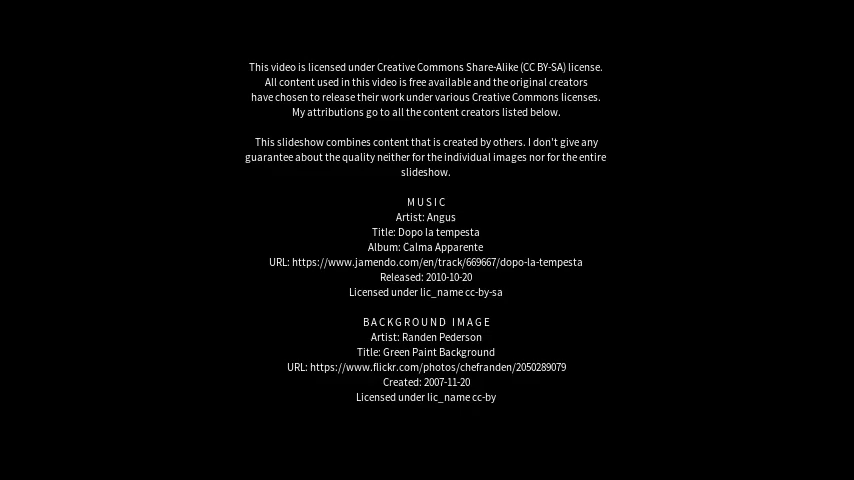 This video is licensed under Creative Commons Share-Alike (CC BY-SA) license.
All content used in this video is free available and the original creators
have chosen to release their work under various Creative Commons licenses.
My attributions go to all the content creators listed below.
This slideshow combines content that is created by others. I don't give any
guarantee about the quality neither for the individual images nor for the entire
slideshow.
MUSIC
Artist: Angus
Title: Dopo la tempesta
Album: Calma Apparente
URL: https://www.jamendo.com/en/track/669667/dopo-la-tempesta
Released: 2010-10-20
Licensed under lic_name cc-by-sa
BACKGROUND IMAGE
Artist: Randen Pederson
Title: Green Paint Background
URL: https://www.flickr.com/photos/chefranden/2050289079
Created: 2007-11-20
Licensed under lic_name cc-by